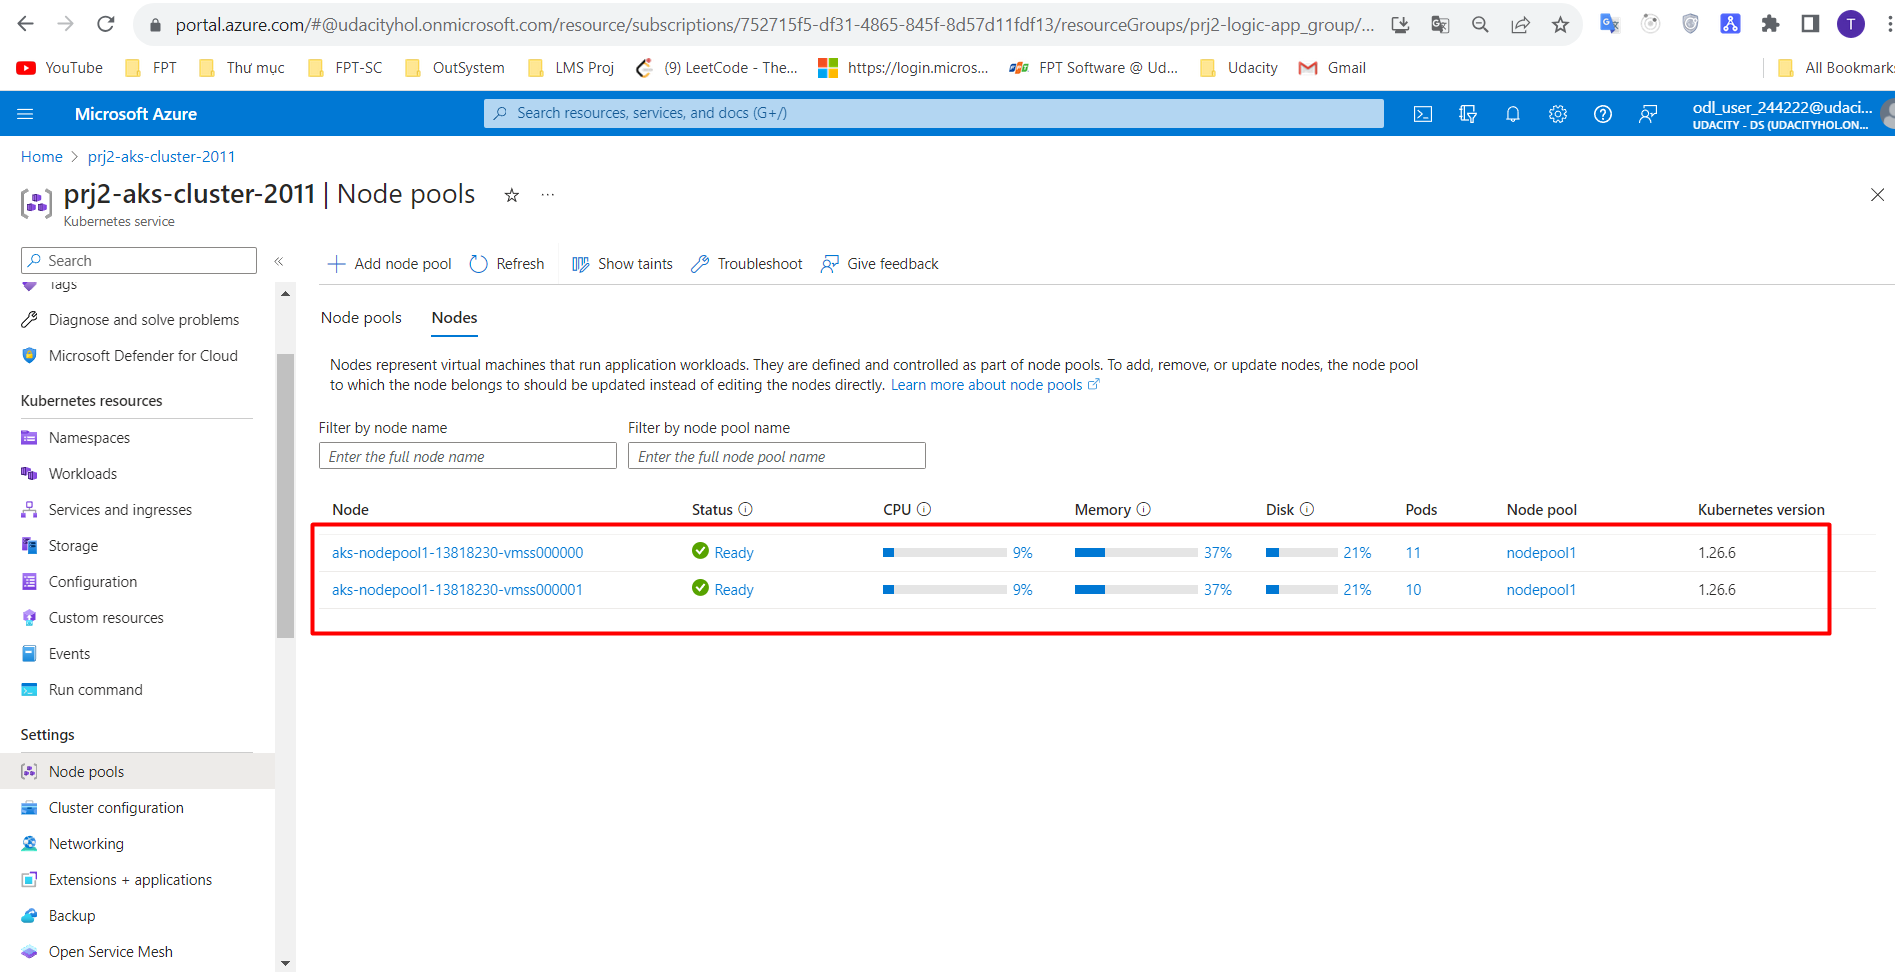 portal.azure.com/#@udacityhol.onmicrosoft.com/resource/subscriptions/752715f5-df31-4865-845f-8d57d11fdf13/resourceGroups/prj2-logic-app_group/...
T
YouTube FPT Thư mục FPT-SC OutSystem LMS Proj (9) LeetCode - The... https://login.micros... FPT Software @ Ud... Udacity Gmail All Bookmark
Microsoft Azure
Search resources, services, and docs (G+/)
odl_user_244222@udaci...
UDACITY - DS (UDACITYHOL.ON...
Home > prj2-aks-cluster-2011
prj2-aks-cluster-2011 | Node pools
Kubernetes service
Search
Tags
Diagnose and solve problems
Microsoft Defender for Cloud
Kubernetes resources
Namespaces
Workloads
Services and ingresses
Storage
Configuration
Custom resources
Events
Run command
Settings
Node pools
Cluster configuration
Networking
Extensions + applications
Backup
Open Service Mesh
Add node pool Refresh Show taints Troubleshoot Give feedback
Node pools Nodes
Nodes represent virtual machines that run application workloads. They are defined and controlled as part of node pools. To add, remove, or update nodes, the node pool
to which the node belongs to should be updated instead of editing the nodes directly. Learn more about node pools
Filter by node name Filter by node pool name
Enter the full node name Enter the full node pool name
Node Status CPU Memory Disk Pods Node pool Kubernetes version
aks-nodepool1-13818230-vmss000000 Ready 9% 37% 21% 11 nodepool1 1.26.6
aks-nodepool1-13818230-vmss000001 Ready 9% 37% 21% 10 nodepool1 1.26.6